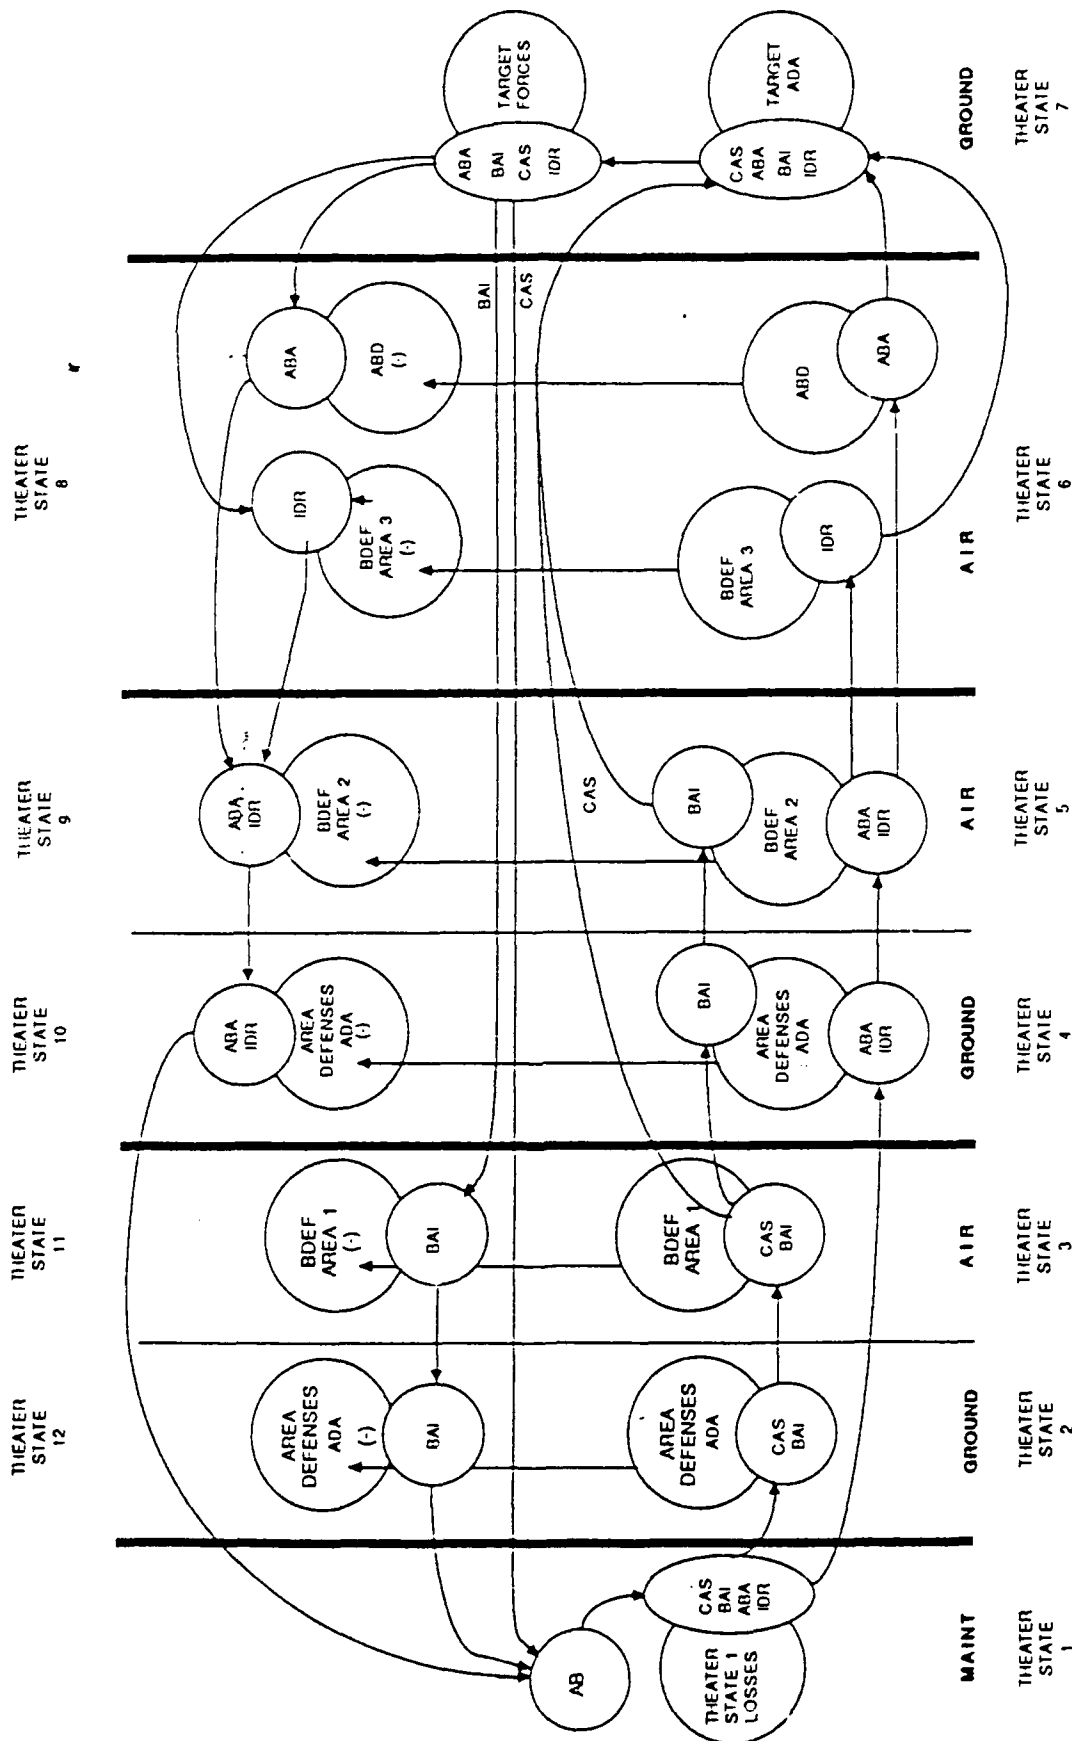 THEATER
STATE
12
THEATER
STATE
11
THEATER
STATE
10
THEATER
STATE
9
THEATER
STATE
8
AREA
DEFENSES
ADA
(-)
BAI
BDEF
AREA 1
(-)
BAI
ABA
IDR
AREA
DEFENSES
ADA
(-)
ABA
IDR
BDEF
AREA 2
(-)
IDR
BDEF
AREA 3
(-)
ABA
ABD
(-)
ABA
BAI
CAS
IDR
TARGET
FORCES
BAI
CAS
CAS
AB
THEATER
STATE 1
LOSSES
CAS
BAI
ABA
IDR
AREA
DEFENSES
ADA
CAS
BAI
BDEF
AREA 1
CAS
BAI
BAI
AREA
DEFENSES
ADA
ABA
IDR
BAI
BDEF
AREA 2
ABA
IDR
BDEF
AREA 3
IDR
ABD
ABA
CAS
ABA
BAI
IDR
TARGET
ADA
MAINT
GROUND
AIR
GROUND
AIR
AIR
GROUND
THEATER
STATE
1
THEATER
STATE
2
THEATER
STATE
3
THEATER
STATE
4
THEATER
STATE
5
THEATER
STATE
6
THEATER
STATE
7